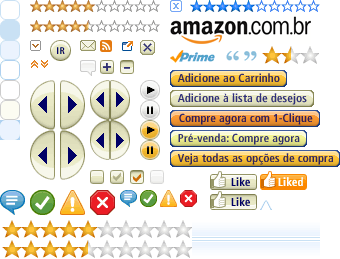 amazon.com.br
IR
Prime
Adicione ao Carrinho
Adicione à lista de desejos
Compre agora com 1-Clique
Pré-venda: Compre agora
Veja todas as opções de compra
Like
Liked
Like